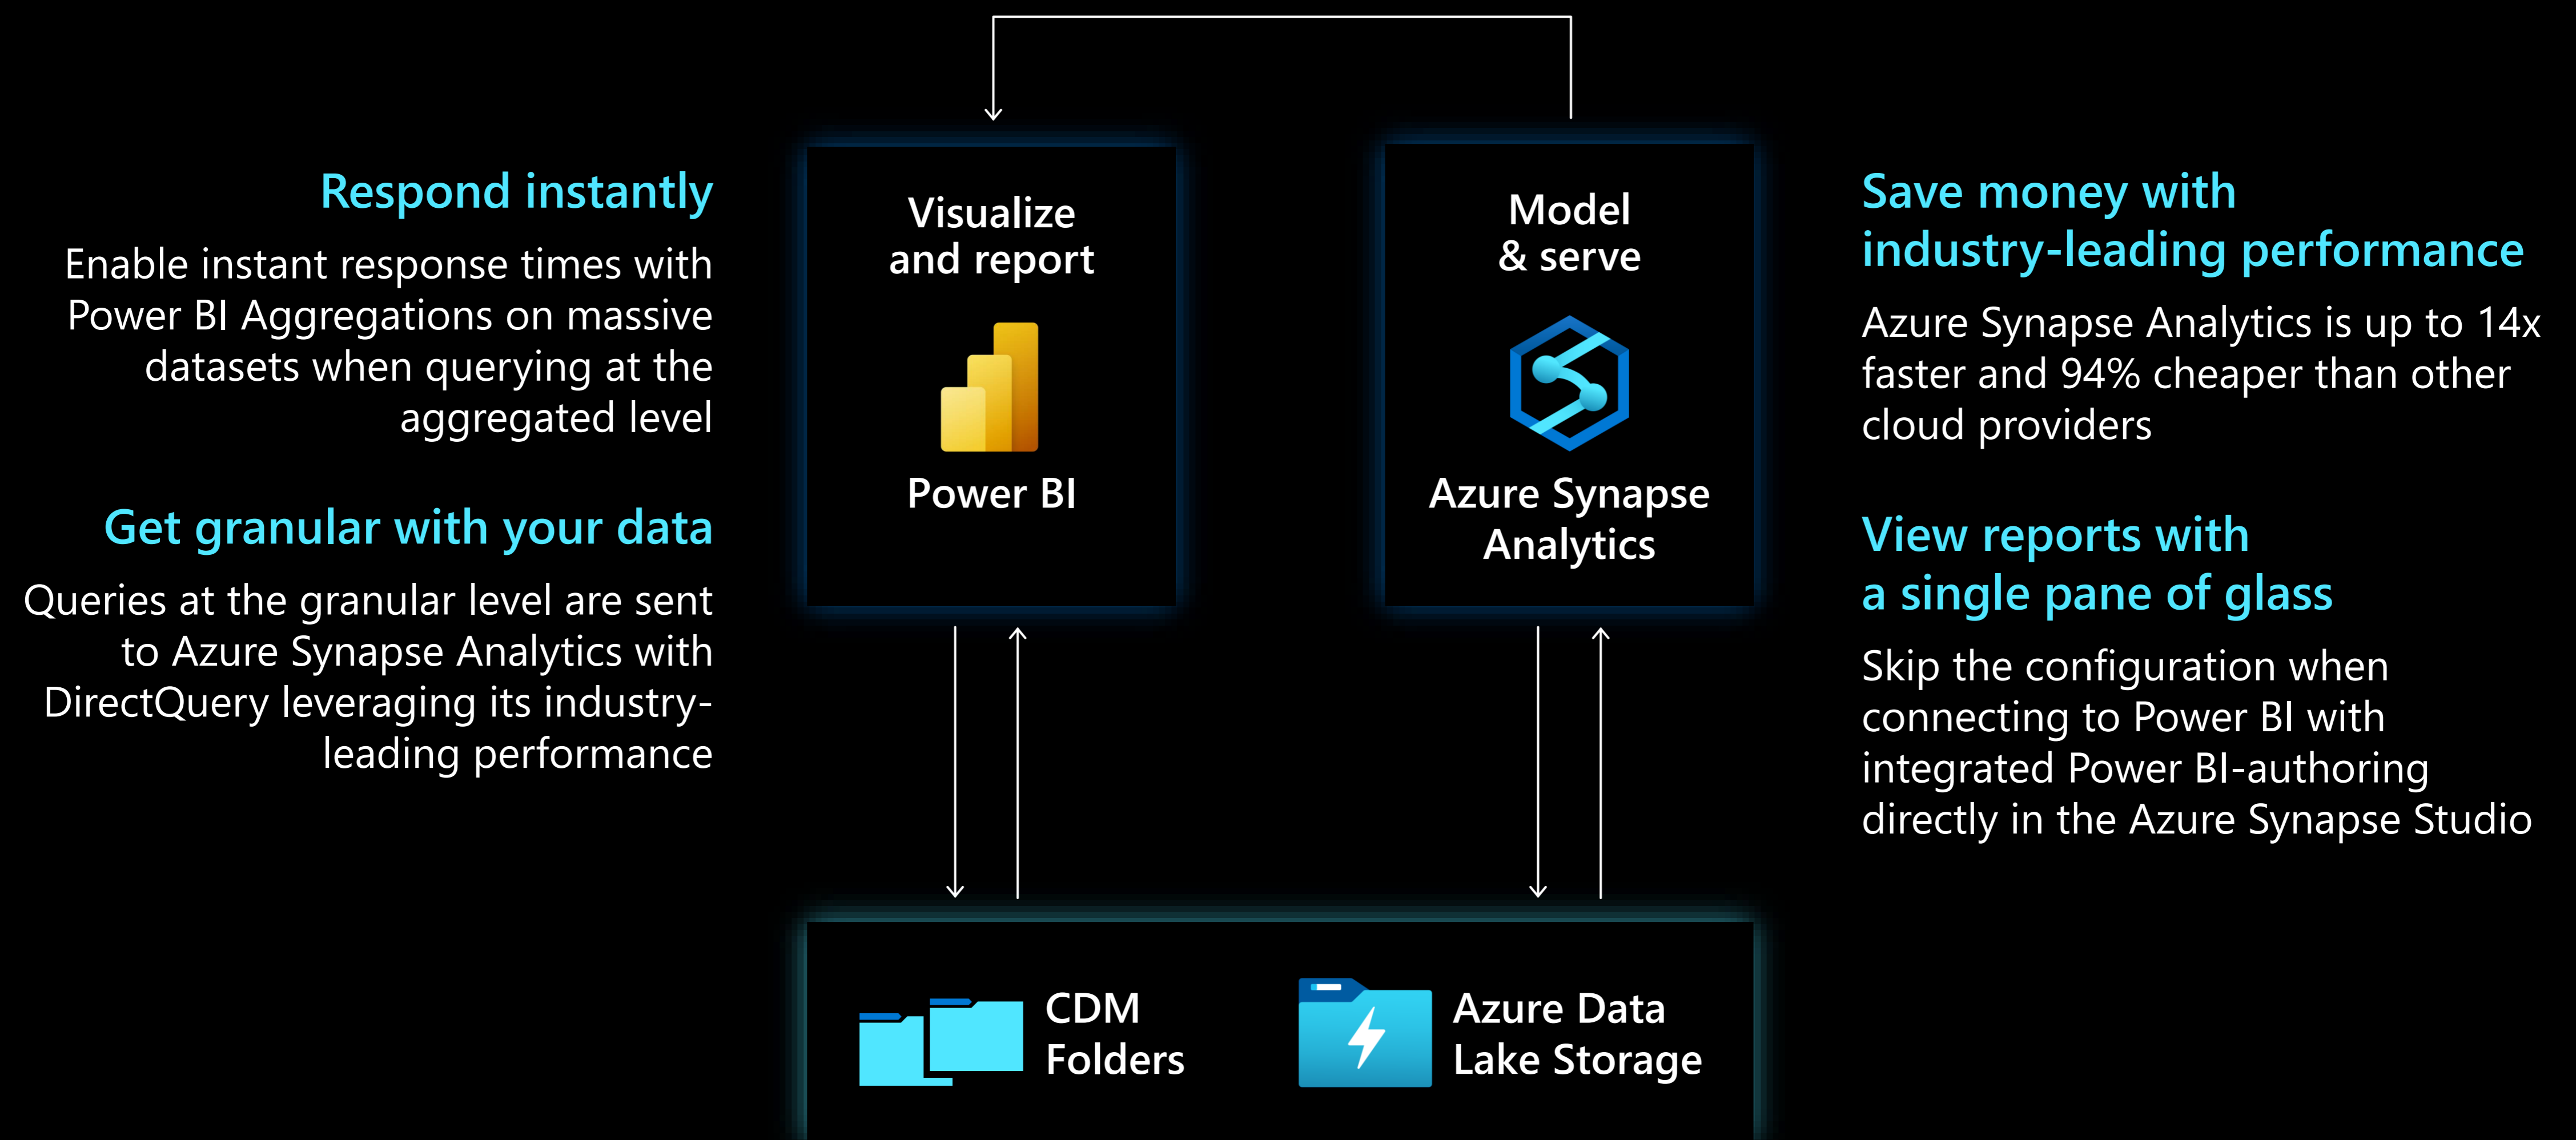 Respond instantly
Enable instant response times with
Power BI Aggregations on massive
datasets when querying at the
aggregated level
Get granular with your data
Queries at the granular level are sent
to Azure Synapse Analytics with
DirectQuery leveraging its industry-
leading performance
Visualize
and report
Power BI
Model
& serve
Azure Synapse
Analytics
Save money with
industry-leading performance
Azure Synapse Analytics is up to 14x
faster and 94% cheaper than other
cloud providers
View reports with
a single pane of glass
Skip the configuration when
connecting to Power BI with
integrated Power BI-authoring
directly in the Azure Synapse Studio
CDM
Folders
Azure Data
Lake Storage